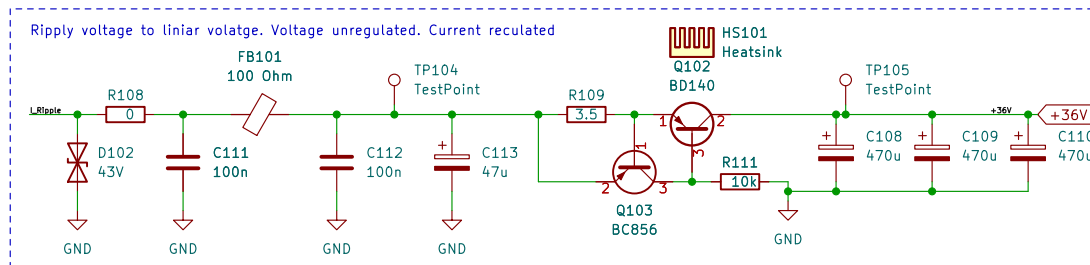 Ripply voltage to liniar volatge. Voltage unregulated. Current reculated
HS101
Heatsink
FB101
100 Ohm
TP104
TestPoint
Q102
BD140
TP105
TestPoint
I_Ripple
R108
0
R109
3.5
1
2
3
+36V
+36V
D102
43V
C111
100n
C112
100n
C113
47u
1
2
3
Q103
BC856
R111
10k
C108
470u
C109
470u
470u
GND
GND
GND
GND
GND